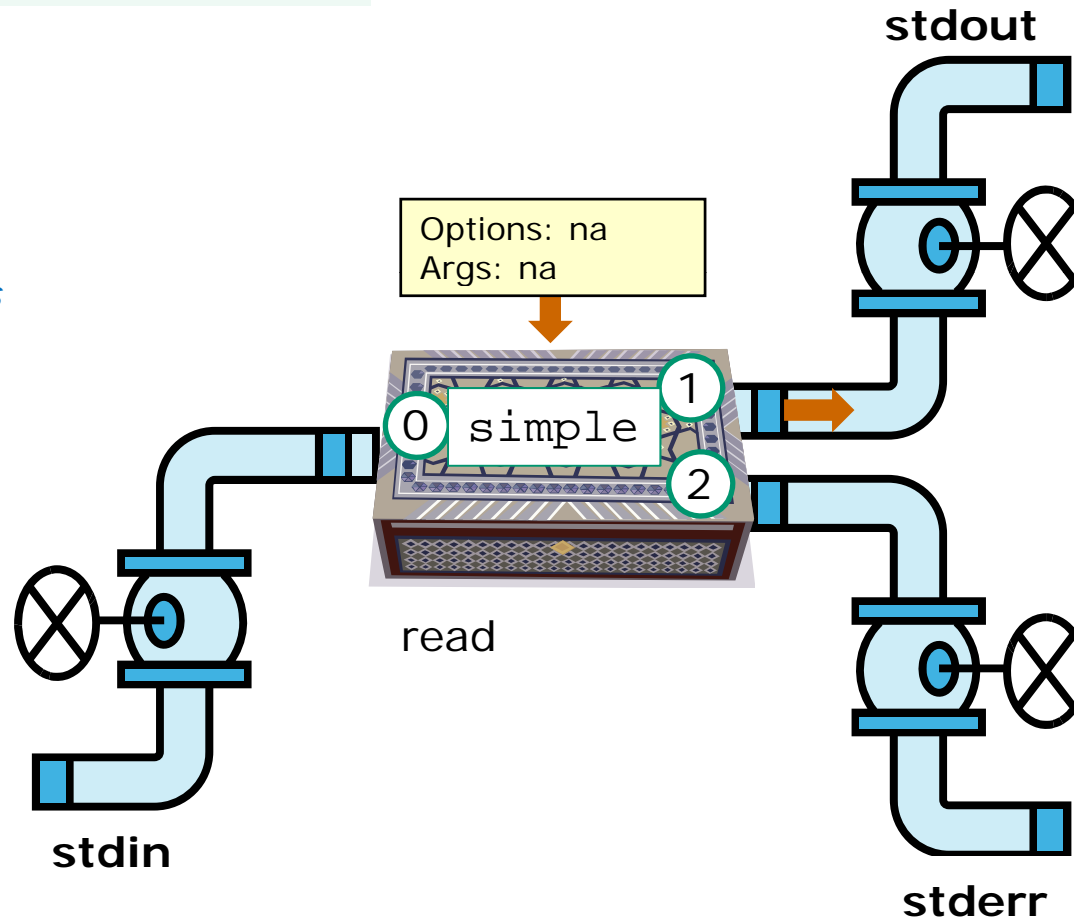 stdout
Options: na
Args: na
1
0
simple
2
read
stdin
stderr